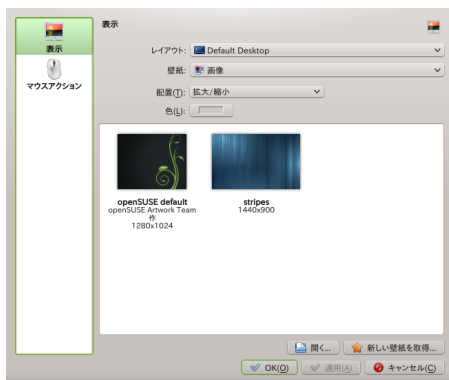 表示
マウスアクション
表示
レイアウト: Default Desktop
壁紙: 画像
配置(T): 拡大/縮小
色(L):
openSUSE default
openSUSE Artwork Team
作
1280x1024
stripes
1440x900
開く...
新しい壁紙を取得...
OK(O)
適用(A)
キャンセル(C)